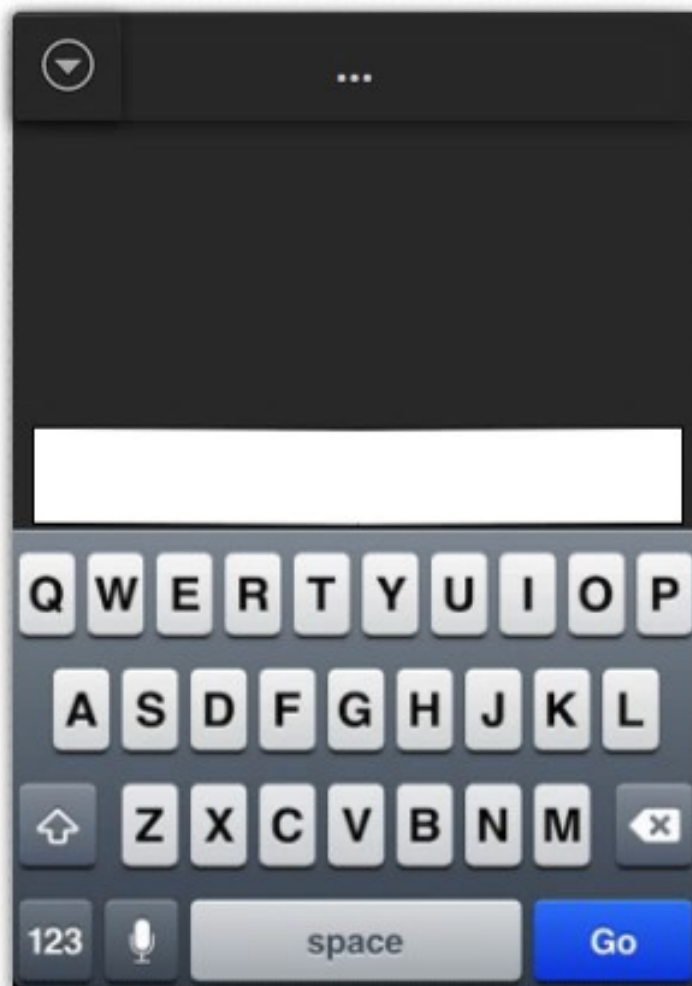 ...
Q W E R T Y U I O P
A S D F G H J K L
Z X C V B N M
123 space Go